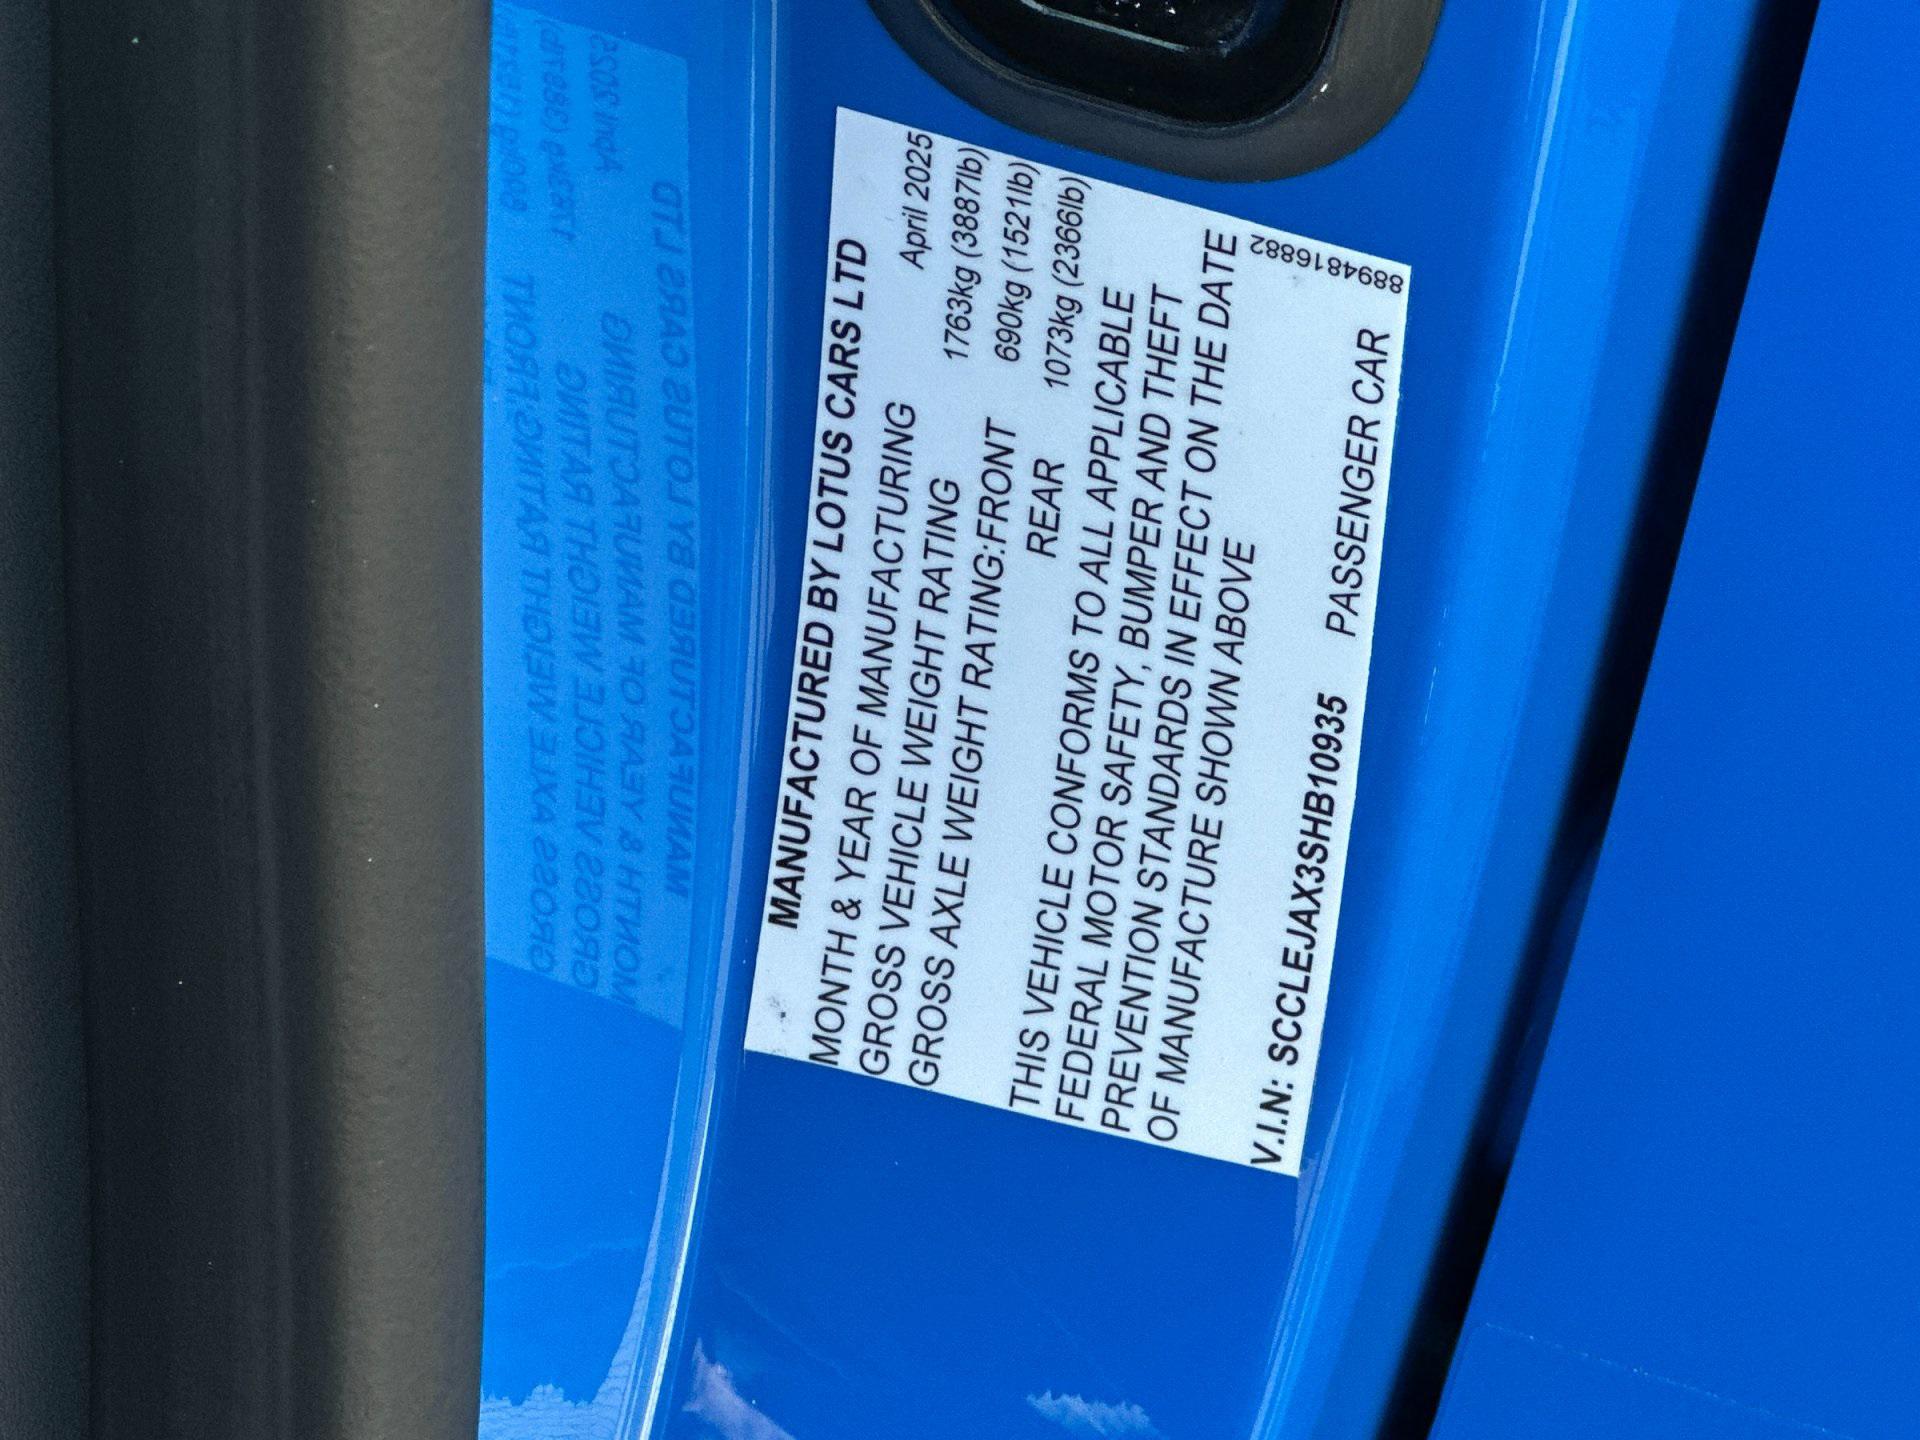 MANUFACTURED BY LOTUS CARS LTD
MONTH & YEAR OF MANUFACTURING April 2025
GROSS VEHICLE WEIGHT RATING 1763kg (3887lb)
GROSS AXLE WEIGHT RATING:FRONT 690kg (1521lb)
REAR 1073kg (2366lb)
THIS VEHICLE CONFORMS TO ALL APPLICABLE
FEDERAL MOTOR SAFETY, BUMPER AND THEFT
PREVENTION STANDARDS IN EFFECT ON THE DATE
OF MANUFACTURE SHOWN ABOVE
V.I.N: SCCLEJAX3SHB10935 PASSENGER CAR
8894816882